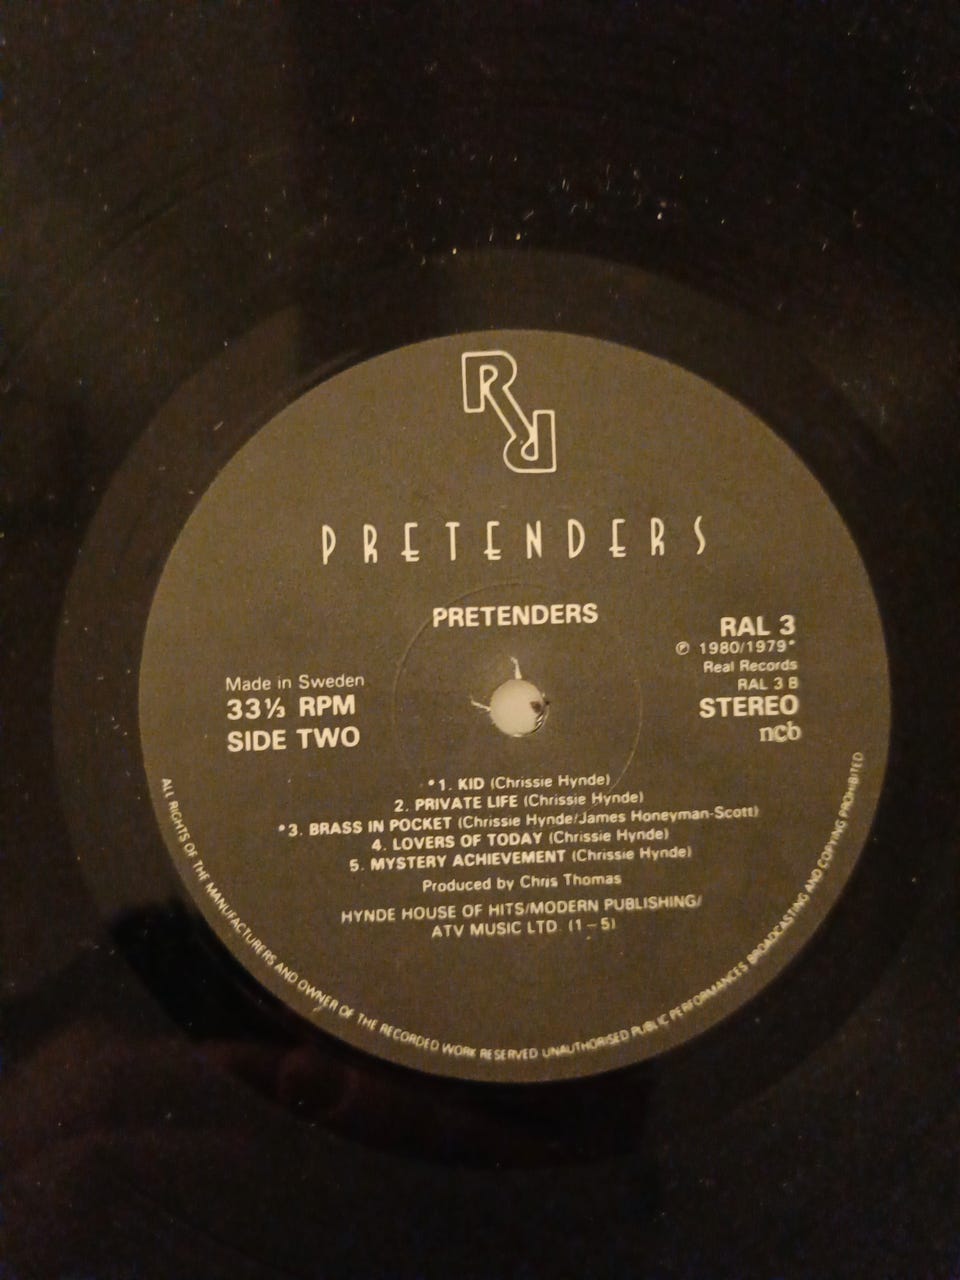 PRETENDERS
PRETENDERS
RAL 3
℗ 1980/1979*
Real Records
RAL 3 B
STEREO
ncb
Made in Sweden
33⅓ RPM
SIDE TWO
*1. KID (Chrissie Hynde)
2. PRIVATE LIFE (Chrissie Hynde)
*3. BRASS IN POCKET (Chrissie Hynde/James Honeyman-Scott)
4. LOVERS OF TODAY (Chrissie Hynde)
5. MYSTERY ACHIEVEMENT (Chrissie Hynde)
Produced by Chris Thomas
HYNDE HOUSE OF HITS/MODERN PUBLISHING/
ATV MUSIC LTD. (1–5)
ALL RIGHTS OF THE MANUFACTURERS AND OWNER OF THE RECORDED WORK RESERVED UNAUTHORISED PUBLIC PERFORMANCES BROADCASTING AND COPYING PROHIBITED